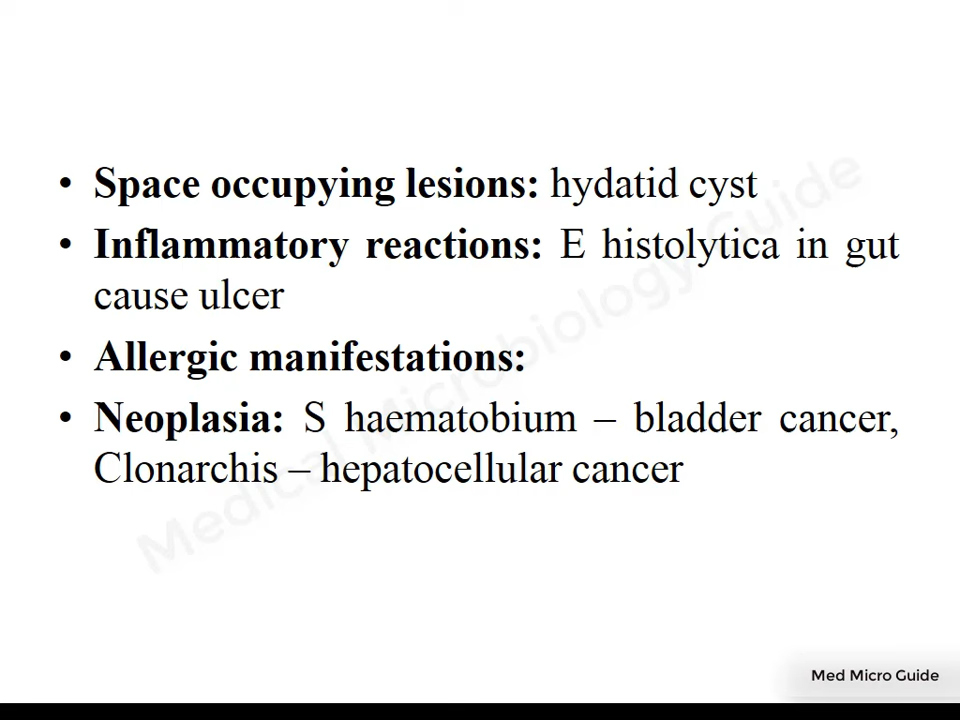 • Space occupying lesions: hydatid cyst
• Inflammatory reactions: E histolytica in gut
cause ulcer
• Allergic manifestations:
• Neoplasia: S haematobium – bladder cancer,
Clonarchis – hepatocellular cancer
Medical Microbiology Guide
Med Micro Guide